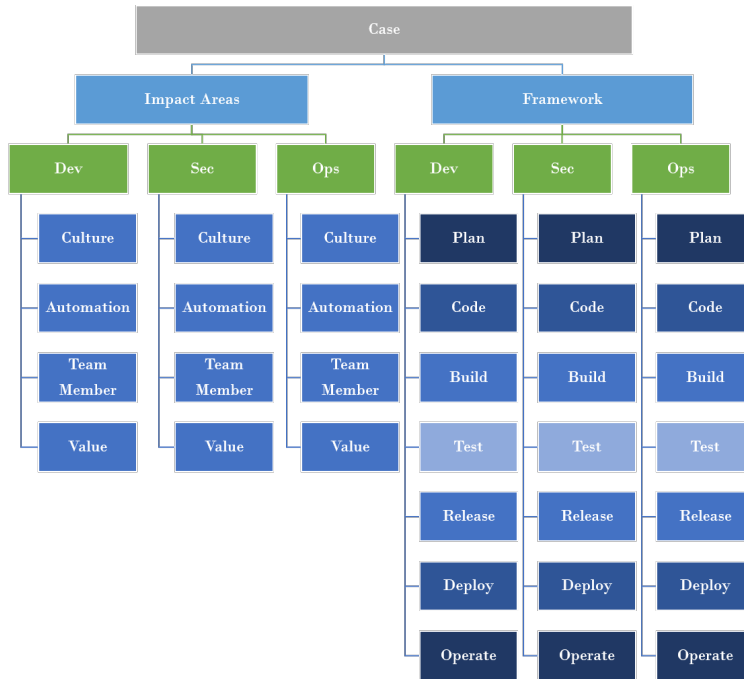 Case
Impact Areas
Framework
Dev
Sec
Ops
Dev
Sec
Ops
Culture
Culture
Culture
Plan
Plan
Plan
Automation
Automation
Automation
Code
Code
Code
Team
Member
Team
Member
Team
Member
Build
Build
Build
Value
Value
Value
Test
Test
Test
Release
Release
Release
Deploy
Deploy
Deploy
Operate
Operate
Operate